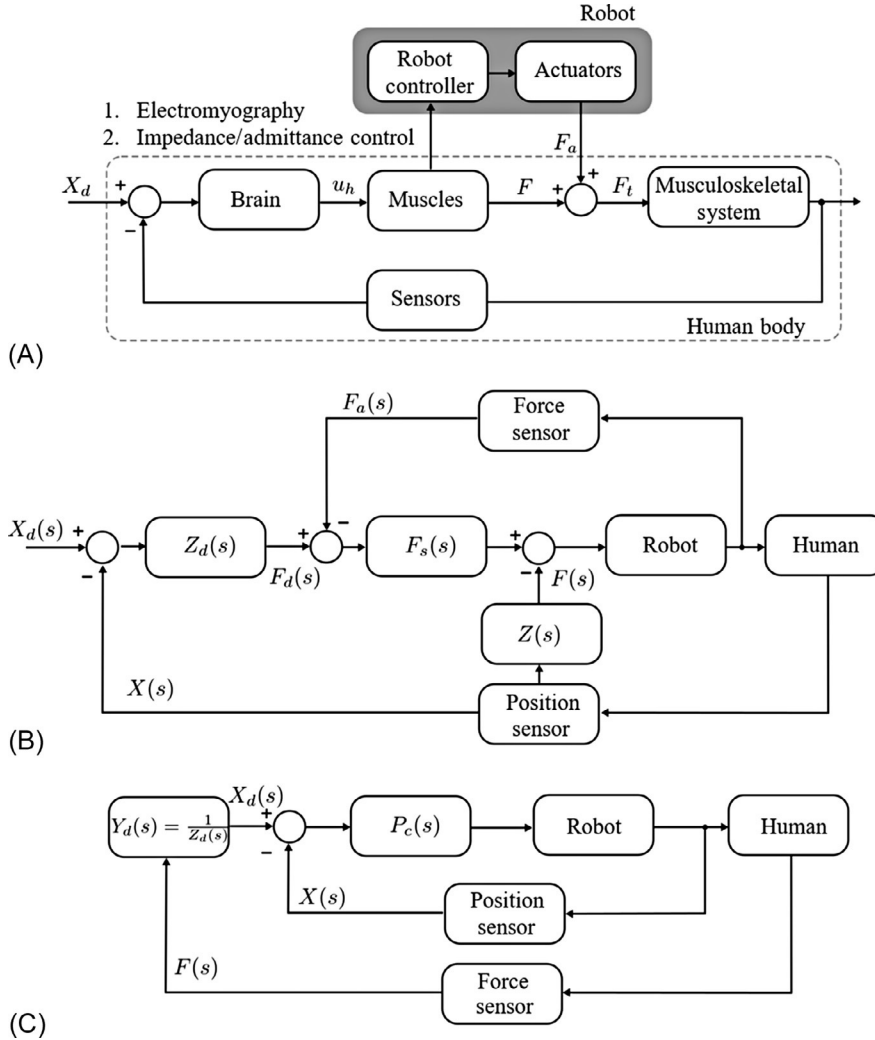 Robot
Robot
controller
Actuators
1. Electromyography
2. Impedance/admittance control
F_a
X_d
+
−
Brain
u_h
Muscles
F
+
+
F_t
Musculoskeletal
system
Sensors
Human body
(A)
F_a(s)
Force
sensor
X_d(s)
+
−
Z_d(s)
+
−
F_d(s)
F_s(s)
+
−
F(s)
Robot
Human
Z(s)
X(s)
Position
sensor
(B)
Y_d(s) = 1/Z_d(s)
X_d(s)
+
−
P_c(s)
Robot
Human
X(s)
Position
sensor
F(s)
Force
sensor
(C)